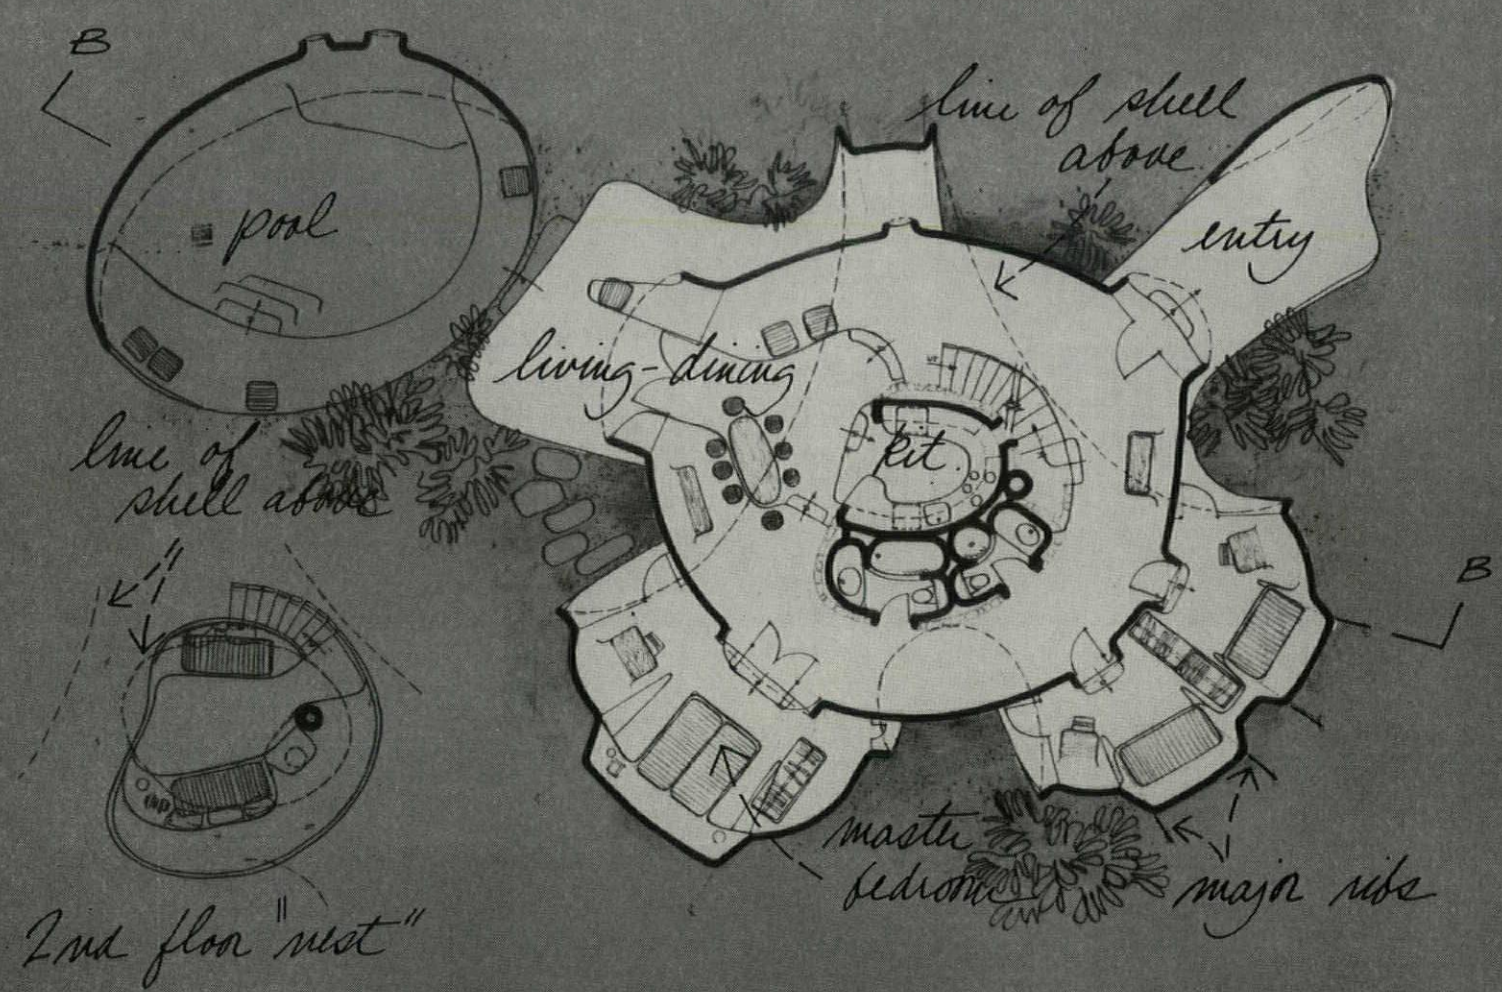 B
line of shell
above
entry
pool
living-dining
kit.
UP
line of
shell above
B
master
bedroom
major ribs
2nd floor "nest"